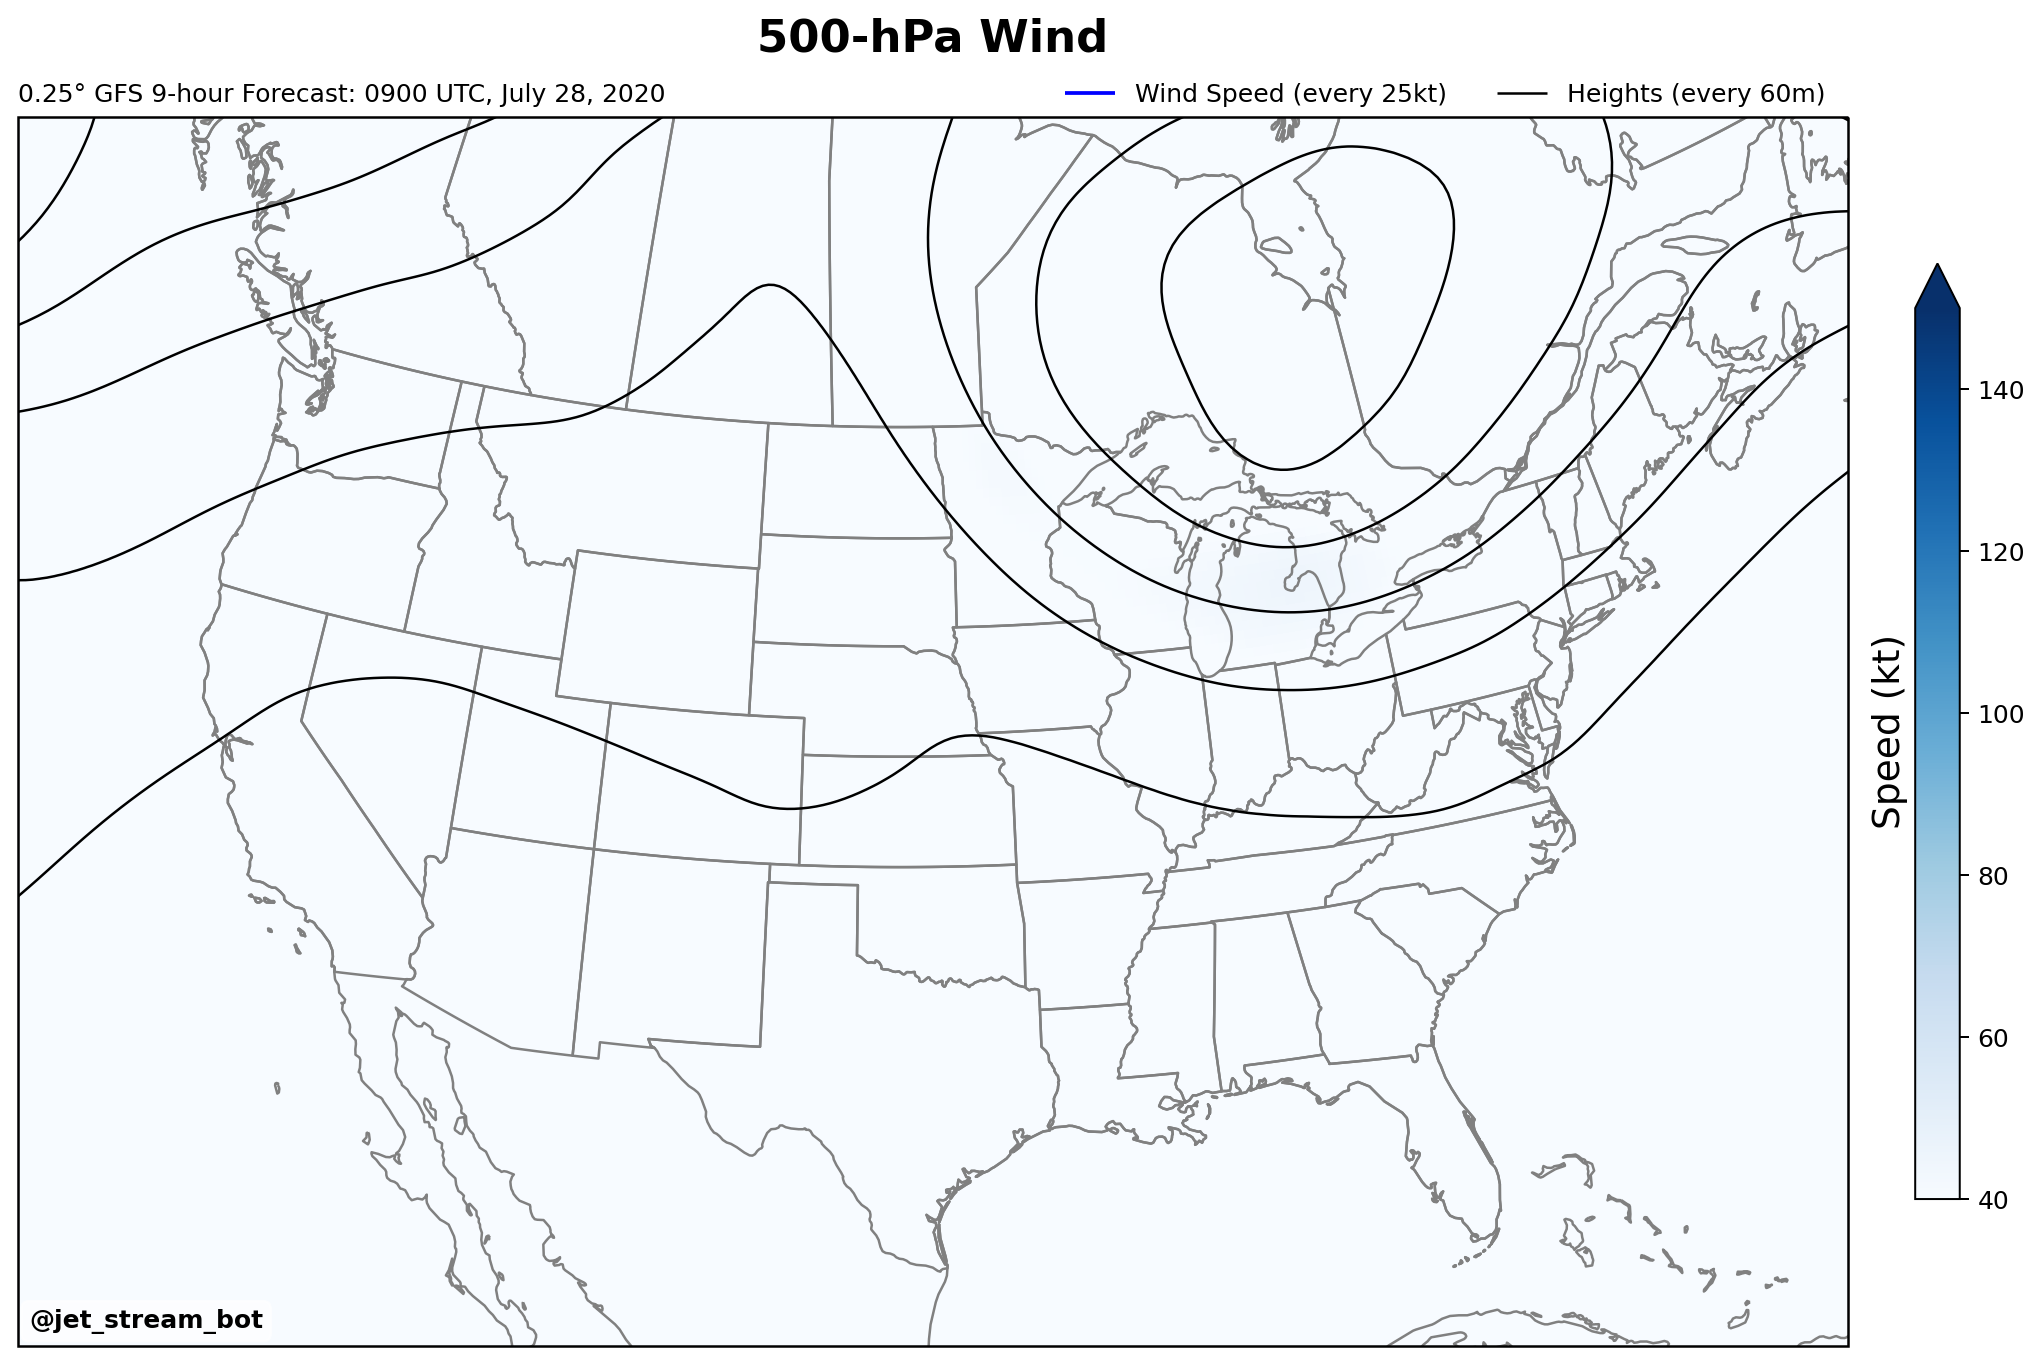 500-hPa Wind
0.25° GFS 9-hour Forecast: 0900 UTC, July 28, 2020
Wind Speed (every 25kt)
Heights (every 60m)
140
120
100
80
60
40
Speed (kt)
@jet_stream_bot